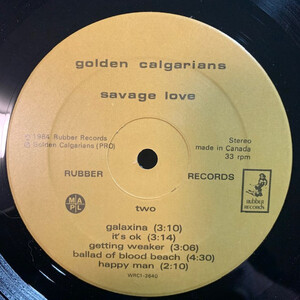 golden calgarians
savage love
℗ 1984 Rubber Records
© Golden Calgarians (PRO)
Stereo
made in Canada
33 rpm
RUBBER RECORDS
M A
P L
rubber
records
two
galaxina (3:10)
it's ok (3:14)
getting weaker (3:06)
ballad of blood beach (4:30)
happy man (2:10)